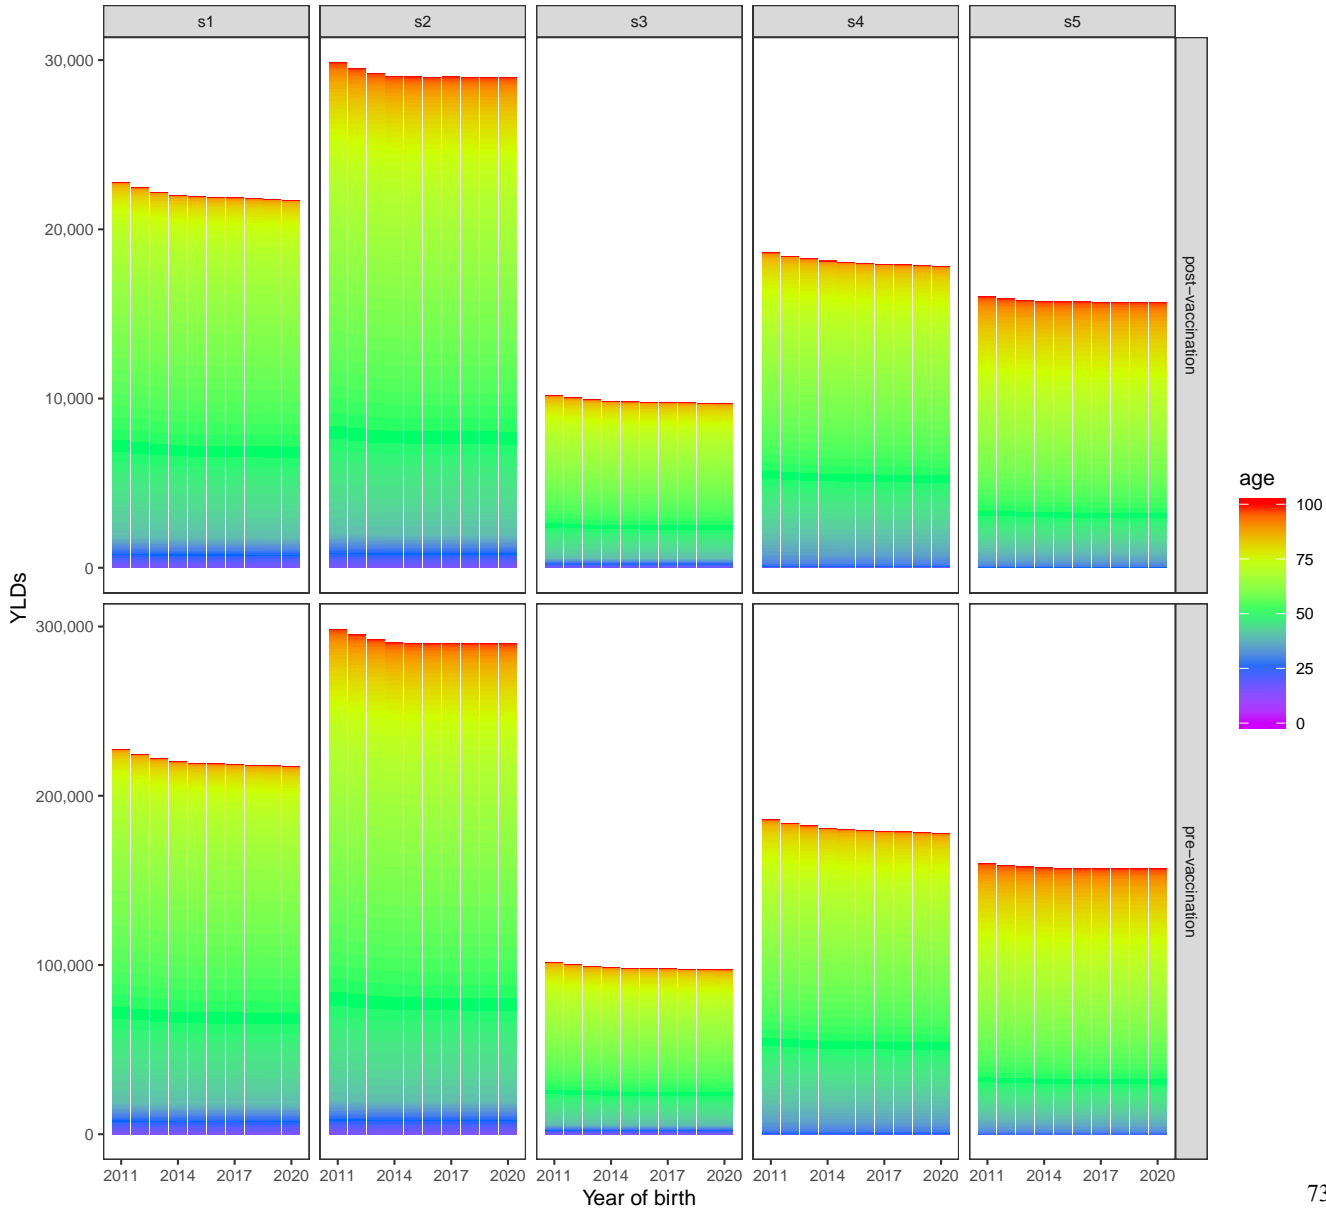 s1 s2 s3 s4 s5
30,000
20,000
10,000
0
post−vaccination
300,000
200,000
100,000
0
pre−vaccination
YLDs
2011 2014 2017 2020 2011 2014 2017 2020 2011 2014 2017 2020 2011 2014 2017 2020 2011 2014 2017 2020
Year of birth
age
100
75
50
25
0
73